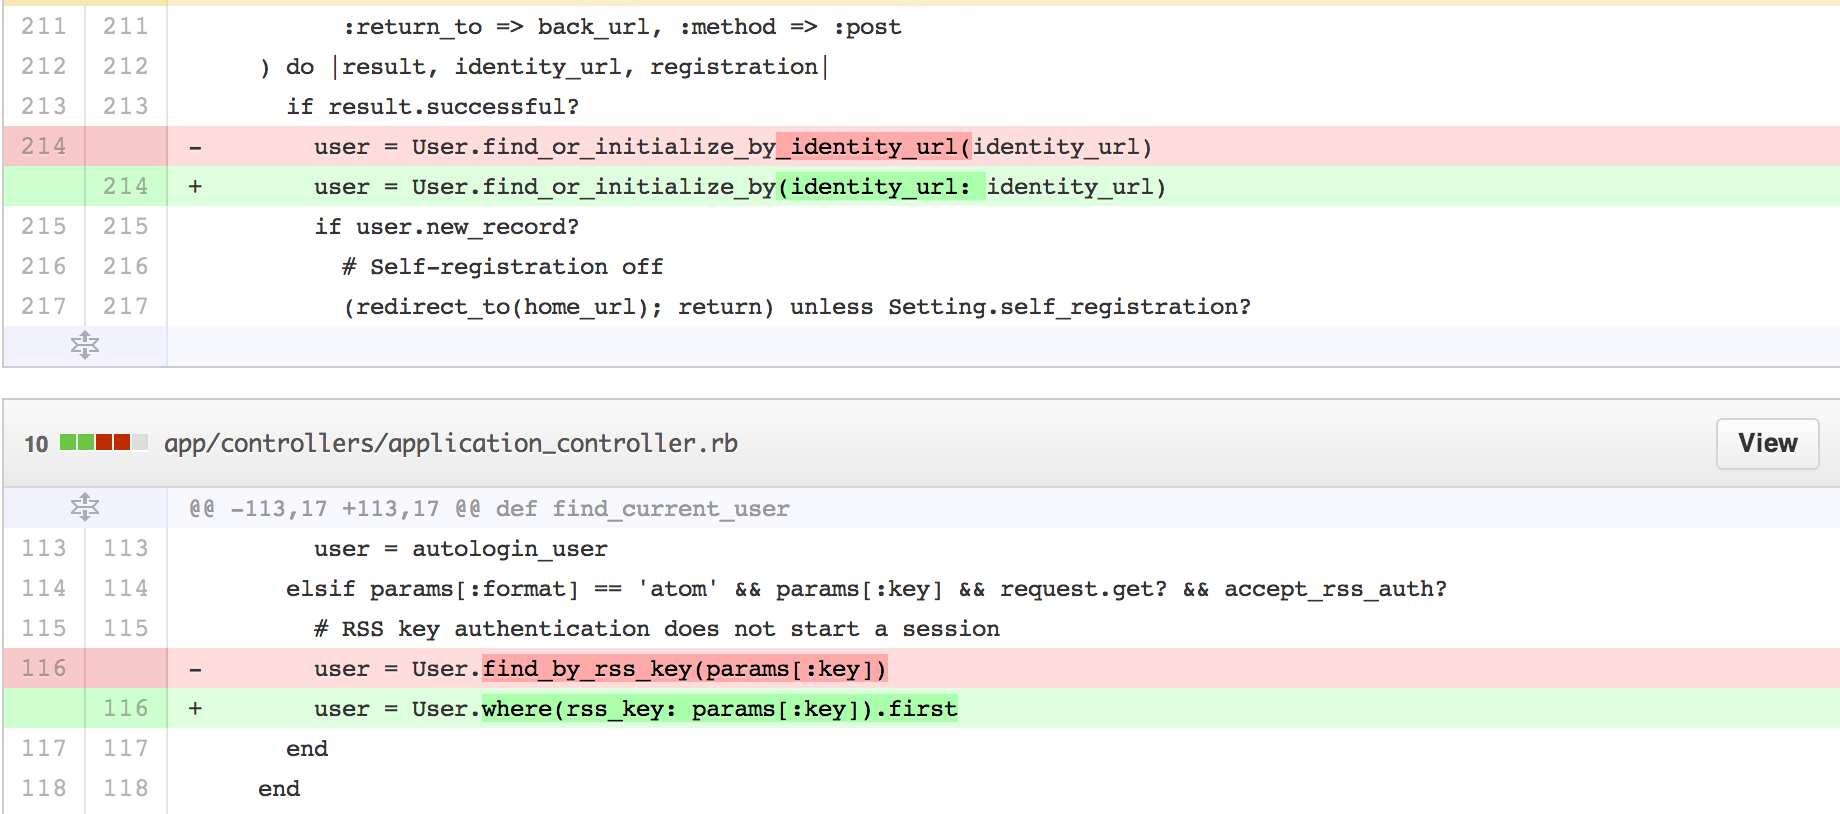 211 211 :return_to => back_url, :method => :post
212 212 ) do |result, identity_url, registration|
213 213 if result.successful?
214 - user = User.find_or_initialize_by_identity_url(identity_url)
214 + user = User.find_or_initialize_by(identity_url: identity_url)
215 215 if user.new_record?
216 216 # Self-registration off
217 217 (redirect_to(home_url); return) unless Setting.self_registration?
10 app/controllers/application_controller.rb View
@@ -113,17 +113,17 @@ def find_current_user
113 113 user = autologin_user
114 114 elsif params[:format] == 'atom' && params[:key] && request.get? && accept_rss_auth?
115 115 # RSS key authentication does not start a session
116 - user = User.find_by_rss_key(params[:key])
116 + user = User.where(rss_key: params[:key]).first
117 117 end
118 118 end